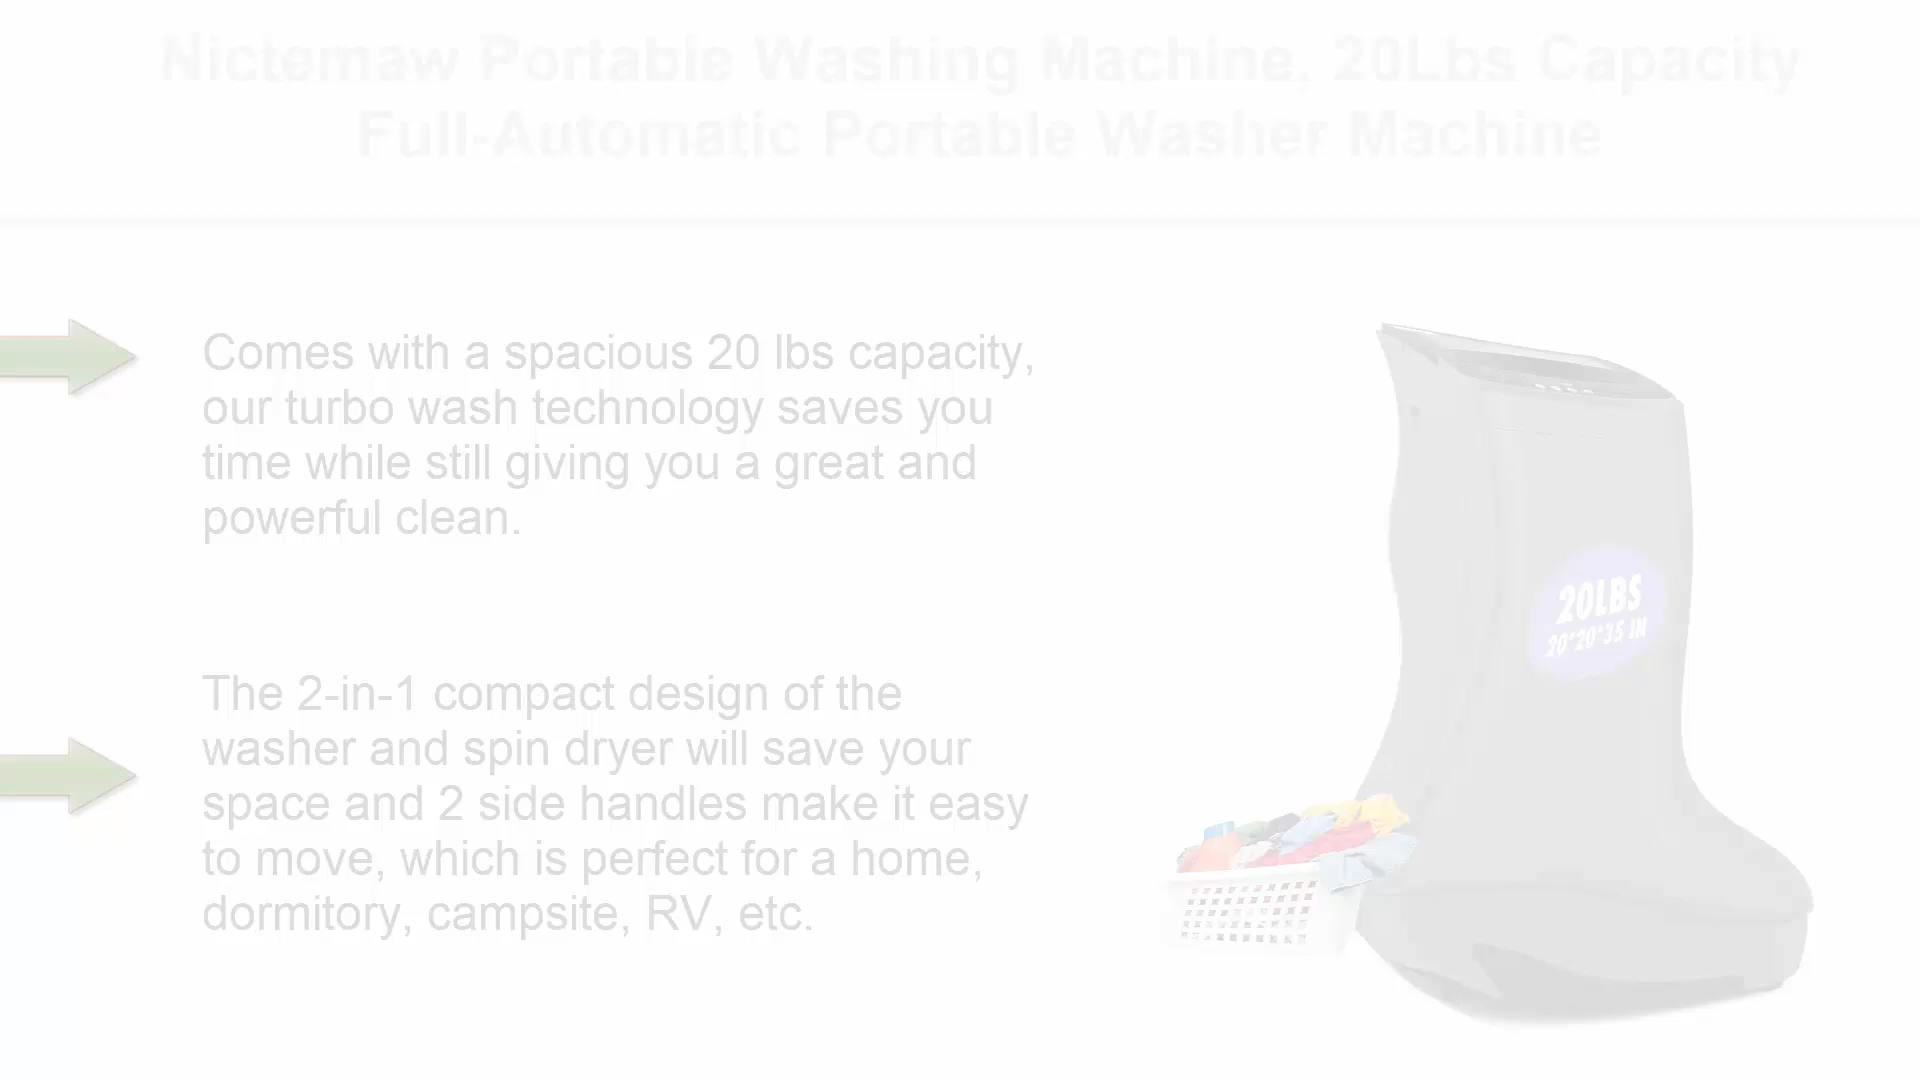 Nictemaw Portable Washing Machine, 20Lbs Capacity
Full-Automatic Portable Washer Machine
Comes with a spacious 20 lbs capacity,
our turbo wash technology saves you
time while still giving you a great and
powerful clean.
The 2-in-1 compact design of the
washer and spin dryer will save your
space and 2 side handles make it easy
to move, which is perfect for a home,
dormitory, campsite, RV, etc.
20LBS
20*20*35 IN